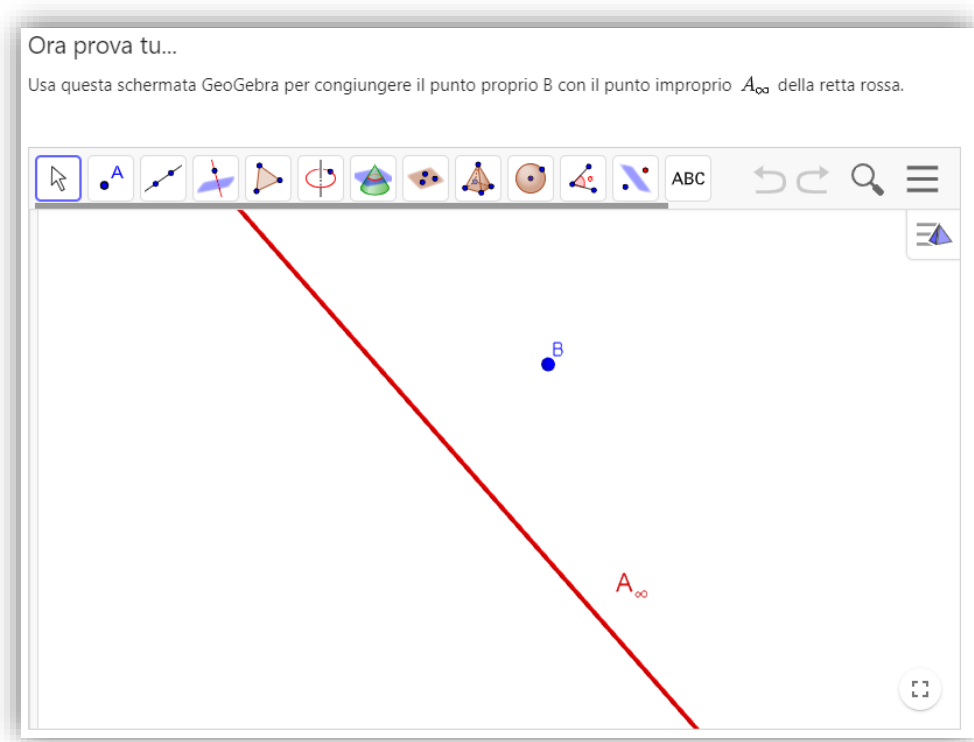 Ora prova tu...
Usa questa schermata GeoGebra per congiungere il punto proprio B con il punto improprio A∞ della retta rossa.
A
ABC
B
A∞